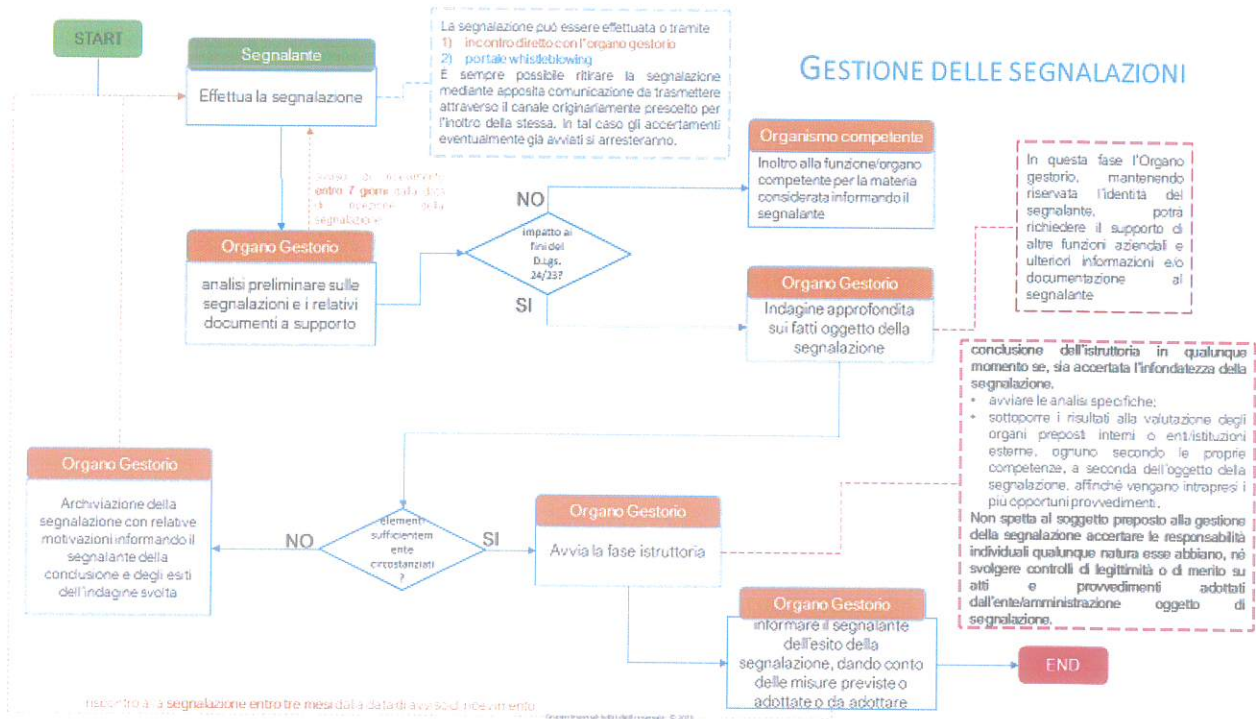 START
Segnalante
Effettua la segnalazione
La segnalazione può essere effettuata o tramite
1) incontro diretto con l'organo gestorio
2) portale whistleblowing
È sempre possibile ritirare la segnalazione
mediante apposita comunicazione da trasmettere
attraverso il canale originariamente prescelto per
l'inoltro della stessa. In tal caso gli accertamenti
eventualmente già avviati si arresteranno.
GESTIONE DELLE SEGNALAZIONI
entro 7 giorni dalla data
di ricezione della
segnalazione
Organo Gestorio
analisi preliminare sulle
segnalazioni e i relativi
documenti a supporto
impatto ai
fini del
D.Lgs.
24/23?
NO
SI
Organismo competente
Inoltro alla funzione/organo
competente per la materia
considerata informando il
segnalante
Organo Gestorio
Indagine approfondita
sui fatti oggetto della
segnalazione
In questa fase l'Organo
gestorio, mantenendo
riservata l'identità del
segnalante, potrà
richiedere il supporto di
altre funzioni aziendali e
ulteriori informazioni e/o
documentazione al
segnalante
conclusione dell'istruttoria in qualunque
momento se, sia accertata l'infondatezza della
segnalazione.
• avviare le analisi specifiche;
• sottoporre i risultati alla valutazione degli
organi preposti interni o enti/istituzioni
esterne, ognuno secondo le proprie
competenze, a seconda dell'oggetto della
segnalazione, affinché vengano intrapresi i
più opportuni provvedimenti.
Non spetta al soggetto preposto alla gestione
della segnalazione accertare le responsabilità
individuali qualunque natura esse abbiano, né
svolgere controlli di legittimità o di merito su
atti e provvedimenti adottati
dall'ente/amministrazione oggetto di
segnalazione.
Organo Gestorio
Archiviazione della
segnalazione con relative
motivazioni informando il
segnalante della
conclusione e degli esiti
dell'indagine svolta
NO
elementi
sufficientem
ente
circostanziati
?
SI
Organo Gestorio
Avvia la fase istruttoria
Organo Gestorio
informare il segnalante
dell'esito della
segnalazione, dando conto
delle misure previste o
adottate o da adottare
END
riscontro alla segnalazione entro tre mesi dalla data di avviso di ricevimento